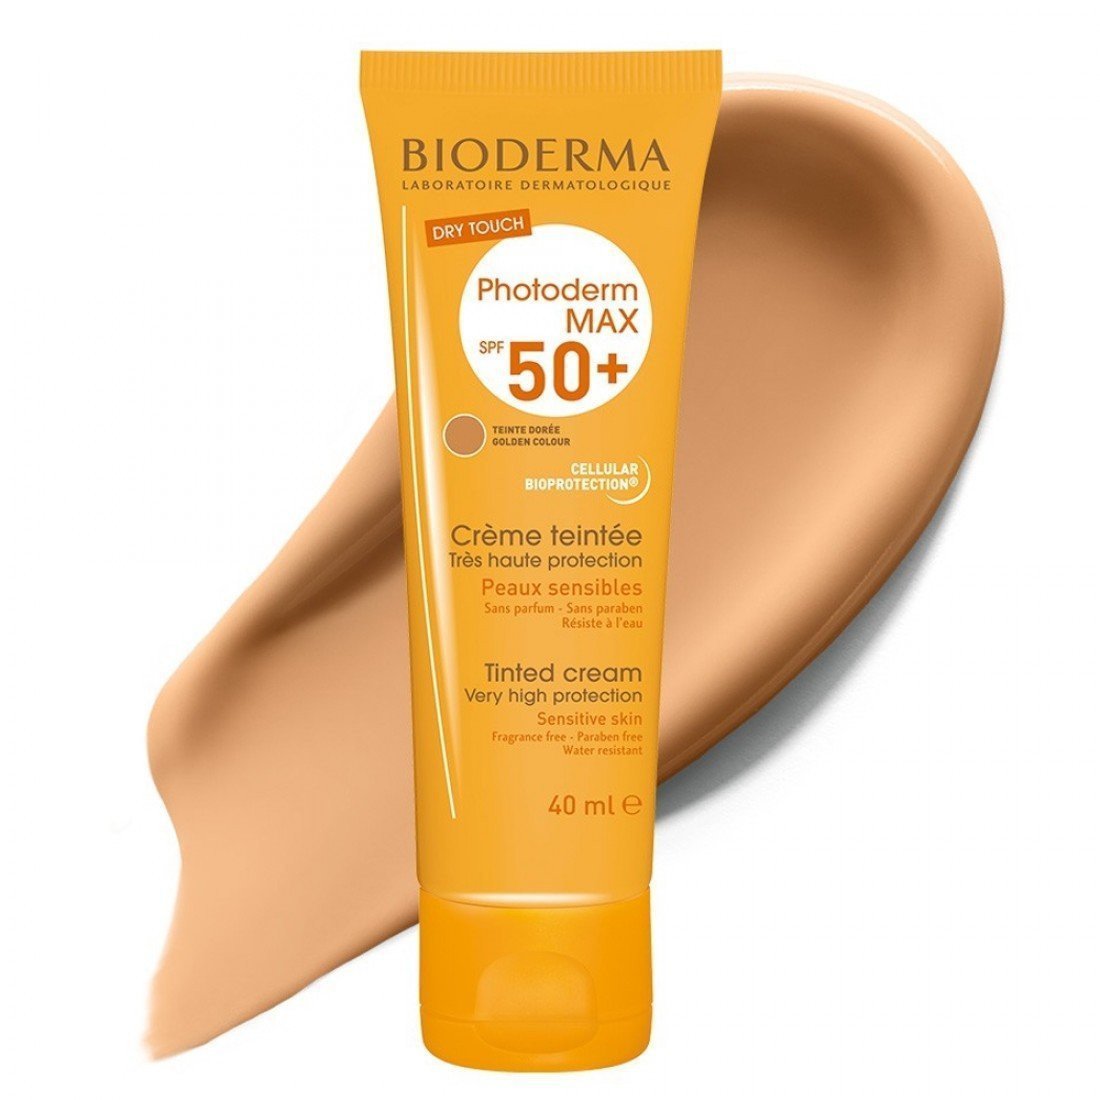 BIODERMA
LABORATOIRE DERMATOLOGIQUE
DRY TOUCH
Photoderm
MAX
SPF 50+
TEINTE DORÉE
GOLDEN COLOUR
CELLULAR
BIOPROTECTION®
Crème teintée
Très haute protection
Peaux sensibles
Sans parfum - Sans paraben
Résiste à l'eau
Tinted cream
Very high protection
Sensitive skin
Fragrance free - Paraben free
Water resistant
40 ml ℮